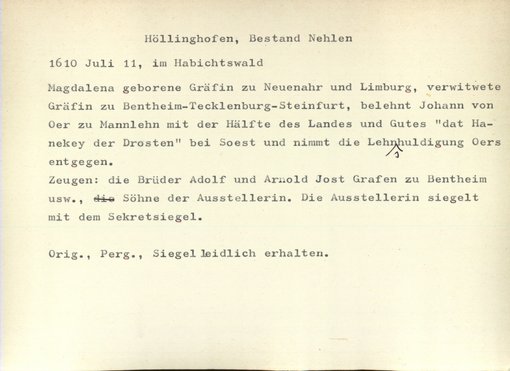 Höllinghofen, Bestand Nehlen
1610 Juli 11, im Habichtswald
Magdalena geborene Gräfin zu Neuenahr und Limburg, verwitwete
Gräfin zu Bentheim-Tecklenburg-Steinfurt, belehnt Johann von
Oer zu Mannlehn mit der Hälfte des Landes und Gutes "dat Ha-
nekey der Drosten" bei Soest und nimmt die Lehnshuldigung Oers
entgegen.
Zeugen: die Brüder Adolf und Arnold Jost Grafen zu Bentheim
usw., die Söhne der Ausstellerin. Die Ausstellerin siegelt
mit dem Sekretsiegel.
Orig., Perg., Siegel leidlich erhalten.